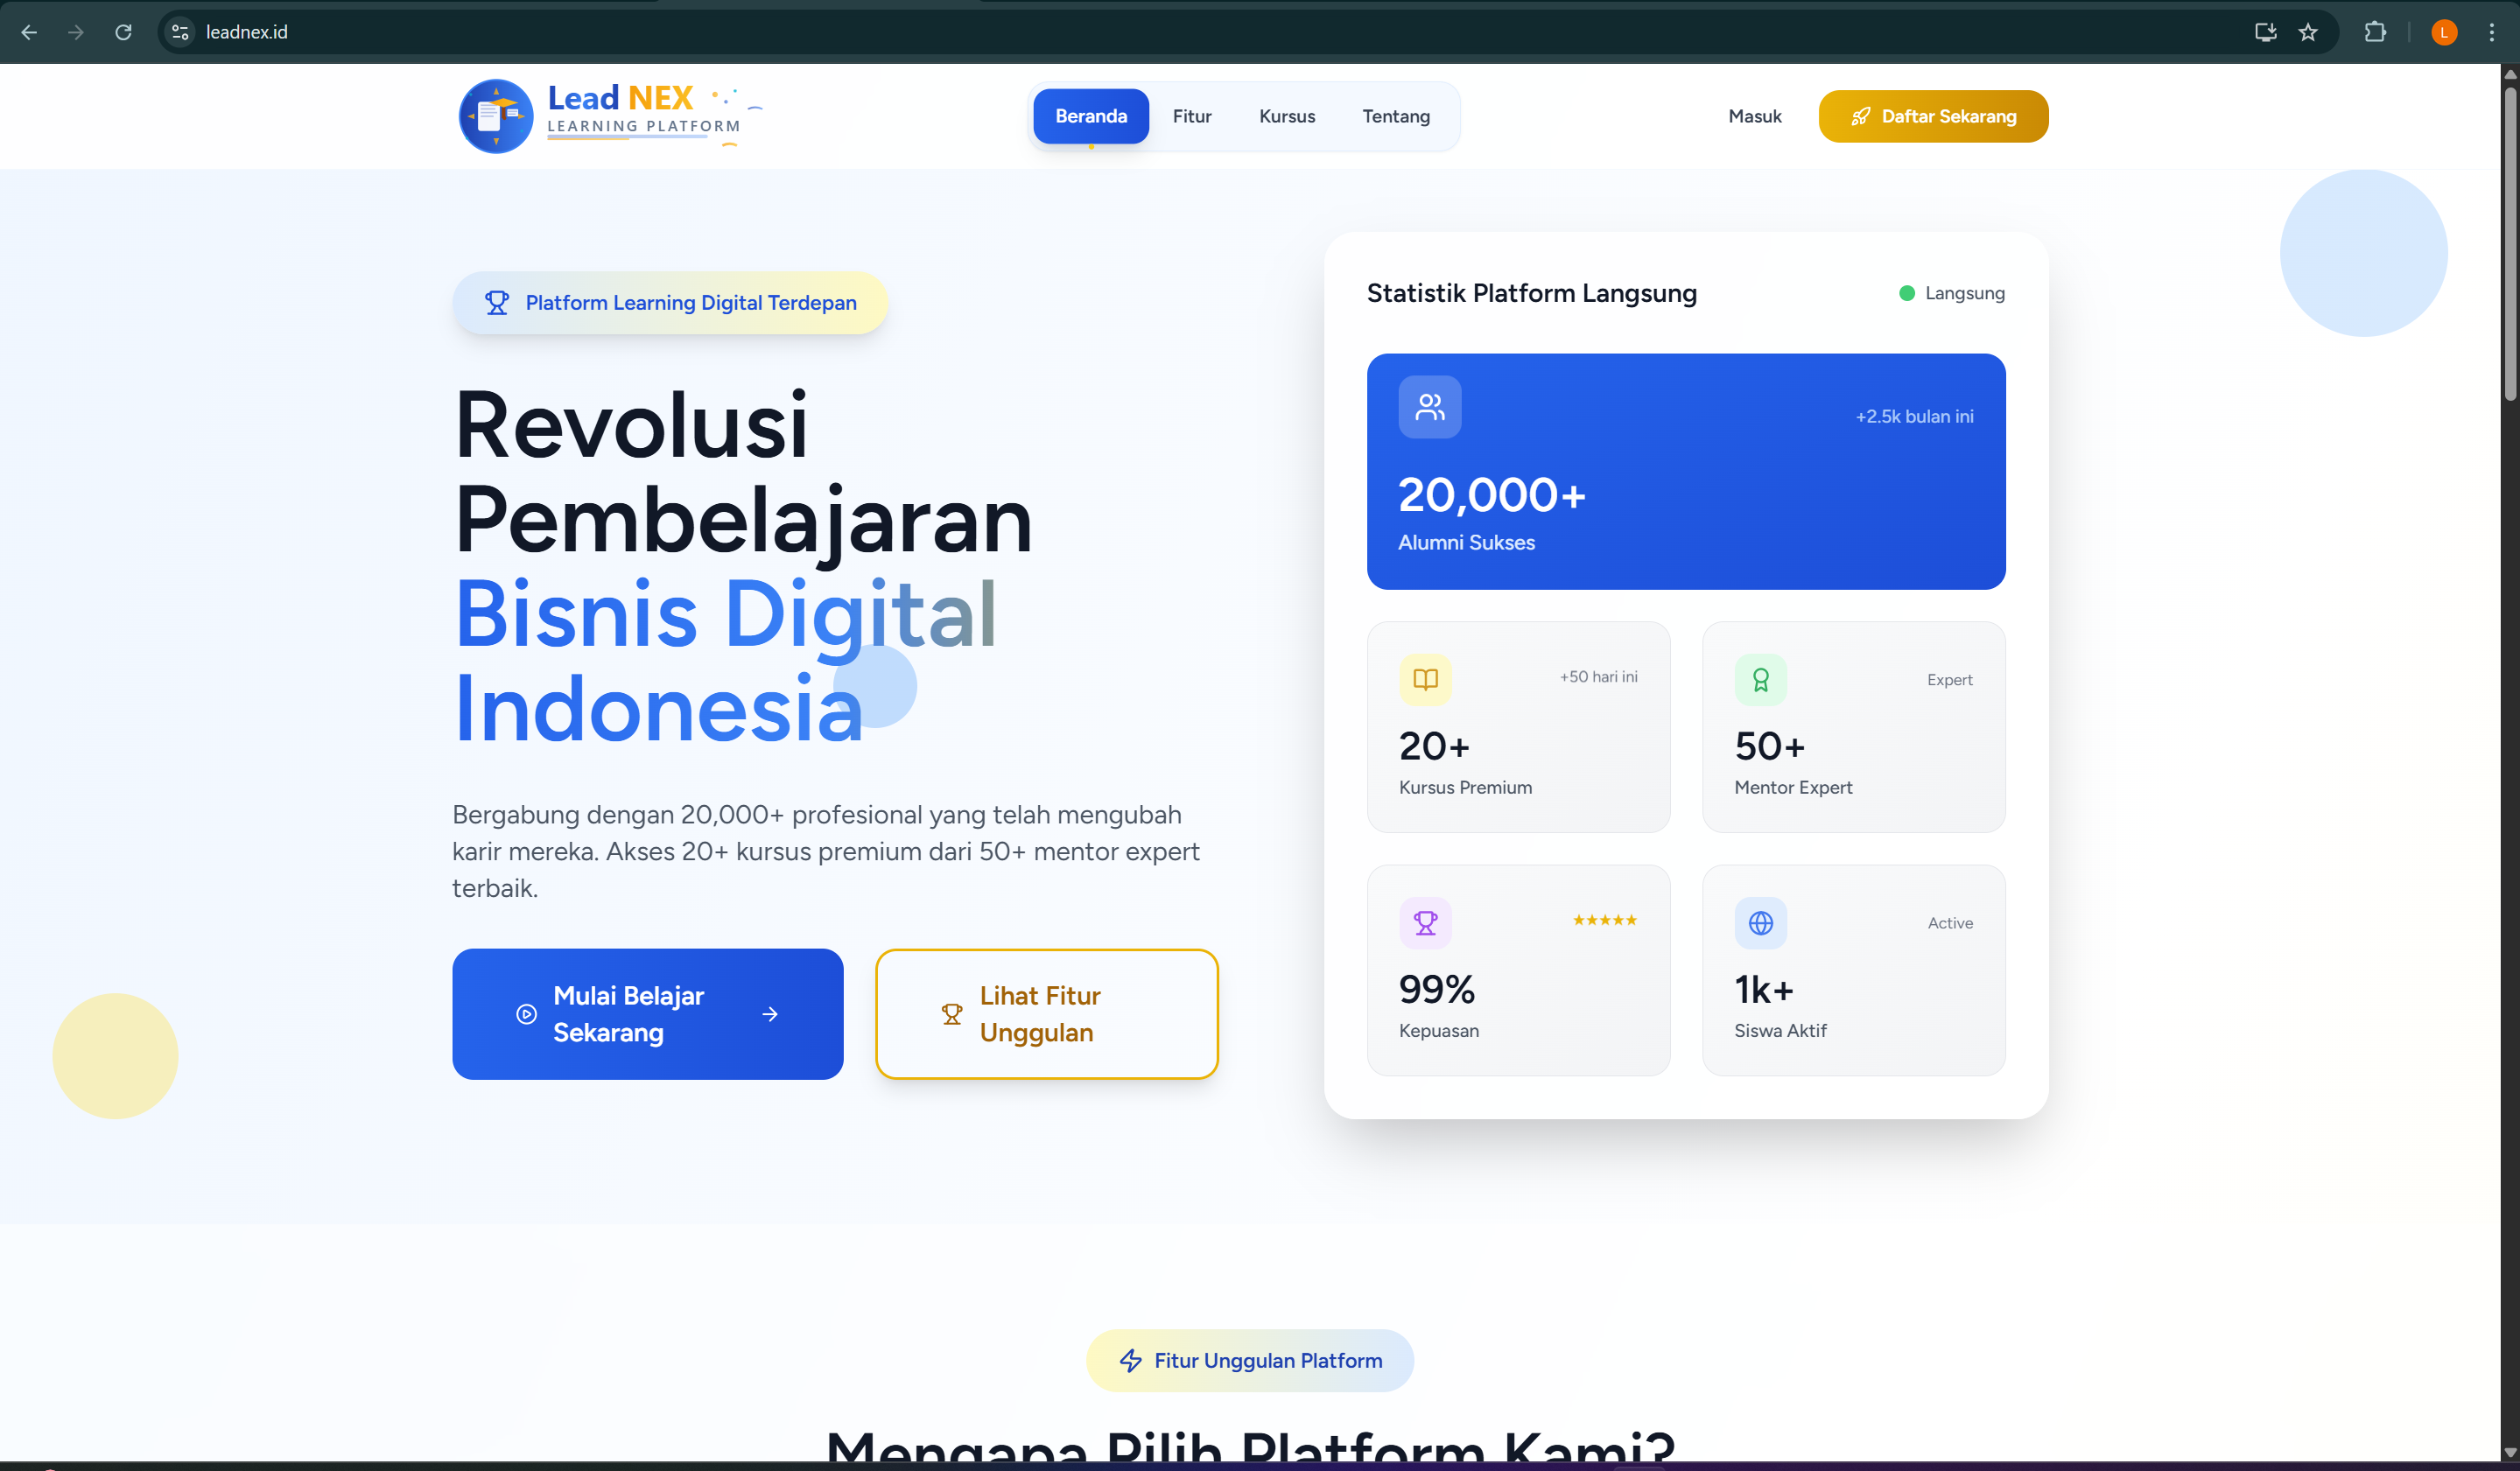 leadnex.id
L
Lead NEX
LEARNING PLATFORM
Beranda
Fitur
Kursus
Tentang
Masuk
Daftar Sekarang
Platform Learning Digital Terdepan
Revolusi
Pembelajaran
Bisnis Digital
Indonesia
Bergabung dengan 20,000+ profesional yang telah mengubah
karir mereka. Akses 20+ kursus premium dari 50+ mentor expert
terbaik.
Mulai Belajar
Sekarang
Lihat Fitur
Unggulan
Statistik Platform Langsung
Langsung
+2.5k bulan ini
20,000+
Alumni Sukses
+50 hari ini
20+
Kursus Premium
Expert
50+
Mentor Expert
★★★★★
99%
Kepuasan
Active
1k+
Siswa Aktif
Fitur Unggulan Platform
Mengapa Pilih Platform Kami?